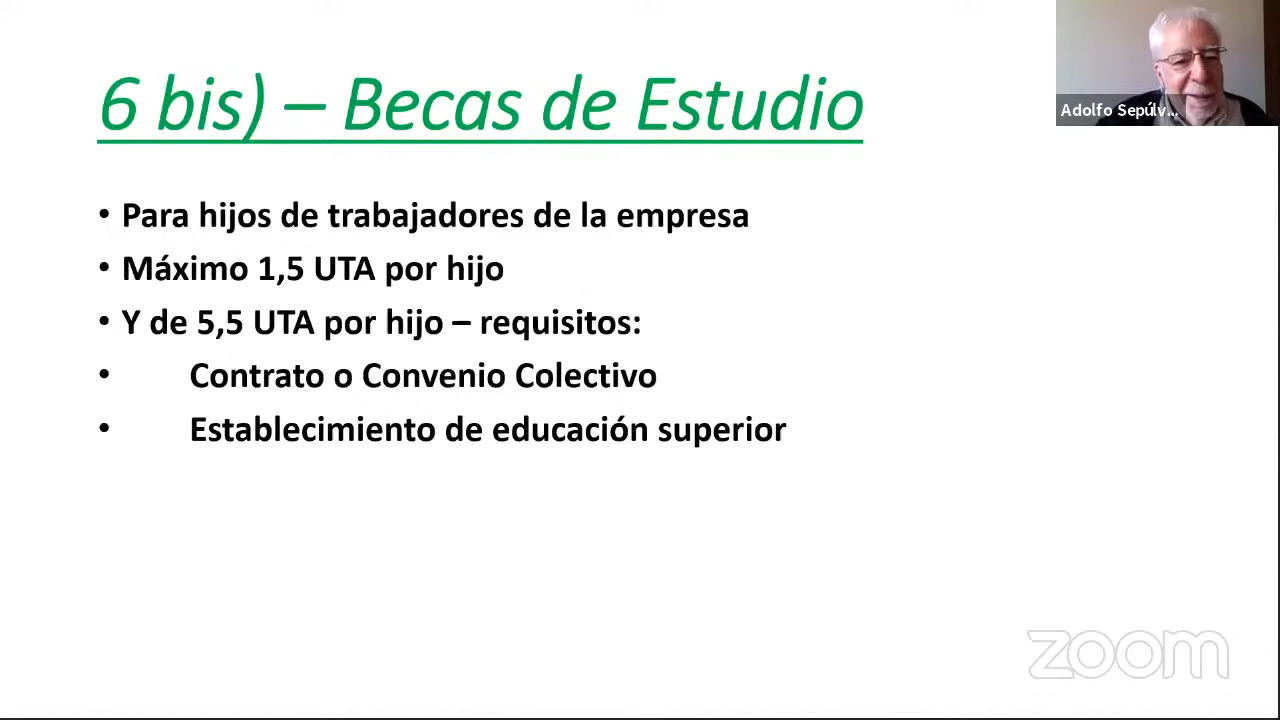 6 bis) – Becas de Estudio
Adolfo Sepúlv...
• Para hijos de trabajadores de la empresa
• Máximo 1,5 UTA por hijo
• Y de 5,5 UTA por hijo – requisitos:
• Contrato o Convenio Colectivo
• Establecimiento de educación superior
zoom